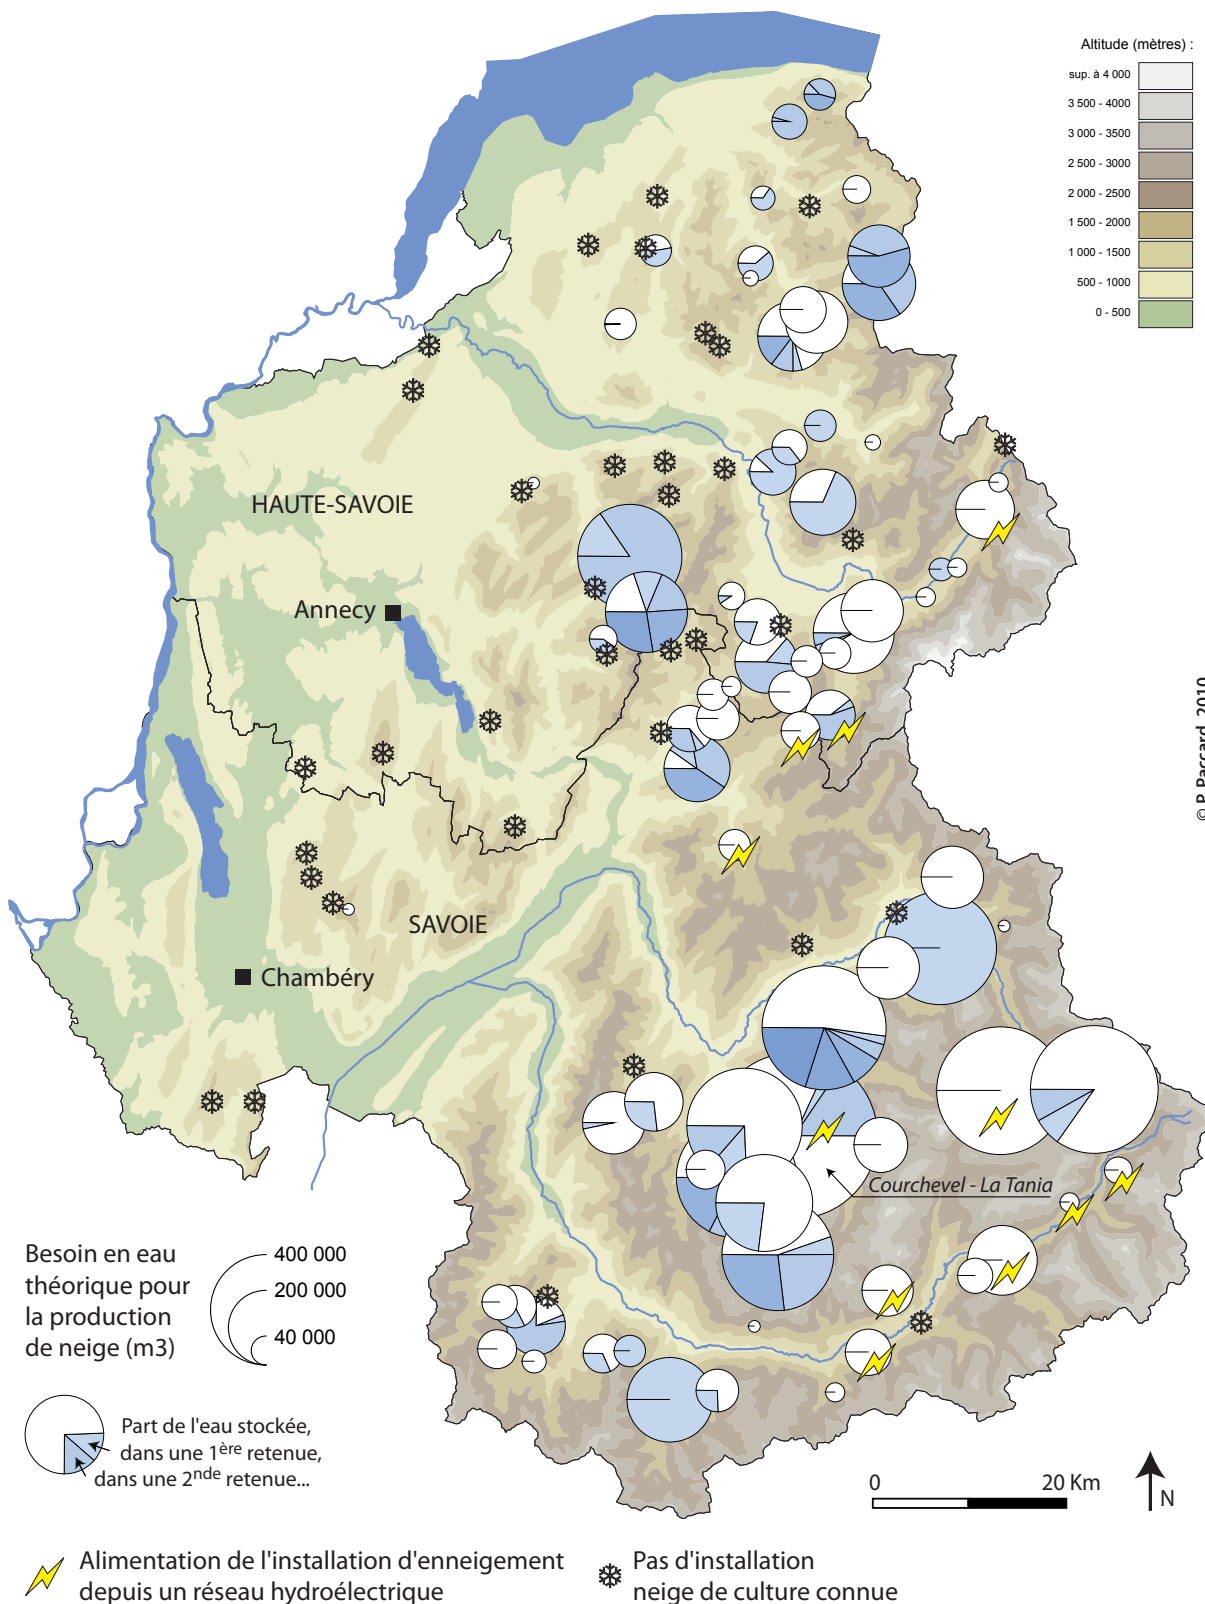 Altitude (mètres) :
sup. à 4 000
3 500 - 4000
3 000 - 3500
2 500 - 3000
2 000 - 2500
1 500 - 2000
1 000 - 1500
500 - 1000
0 - 500
HAUTE-SAVOIE
Annecy
© P. Paccard, 2010
SAVOIE
Chambéry
Courchevel - La Tania
Besoin en eau
théorique pour
la production
de neige (m3)
400 000
200 000
40 000
Part de l'eau stockée,
dans une 1ère retenue,
dans une 2nde retenue...
0 20 Km
N
Alimentation de l'installation d'enneigement
depuis un réseau hydroélectrique
Pas d'installation
neige de culture connue